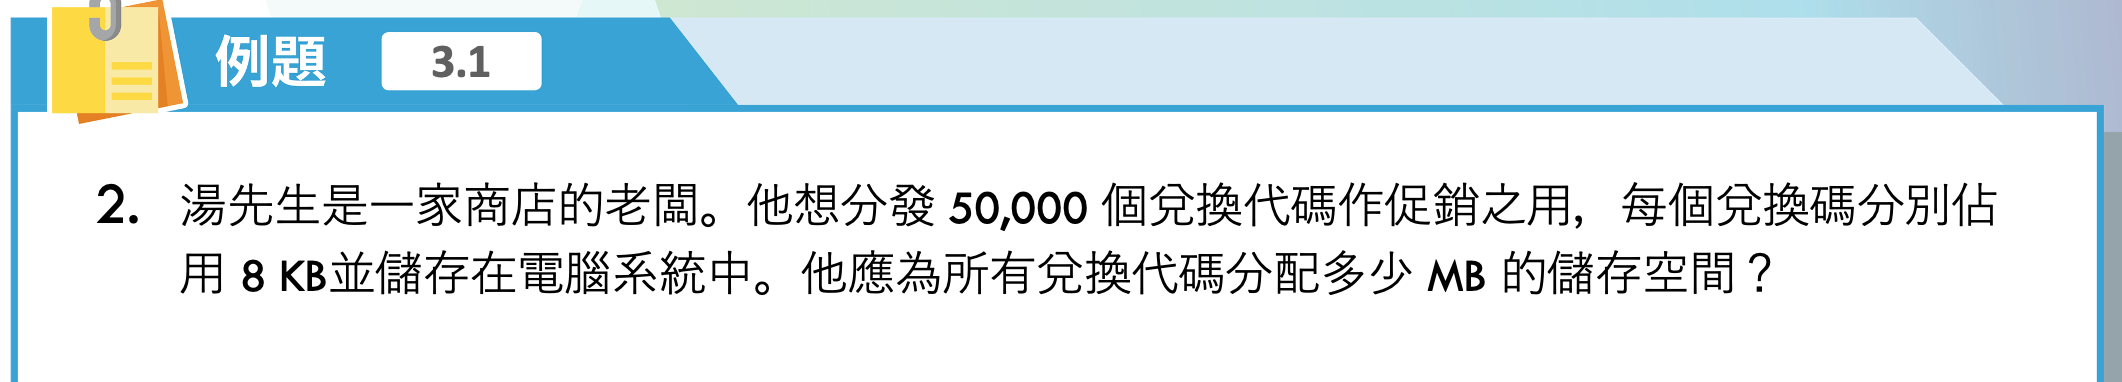 例題 3.1
2. 湯先生是一家商店的老闆。他想分發 50,000 個兌換代碼作促銷之用，每個兌換碼分別佔
用 8 KB並儲存在電腦系統中。他應為所有兌換代碼分配多少 MB 的儲存空間？